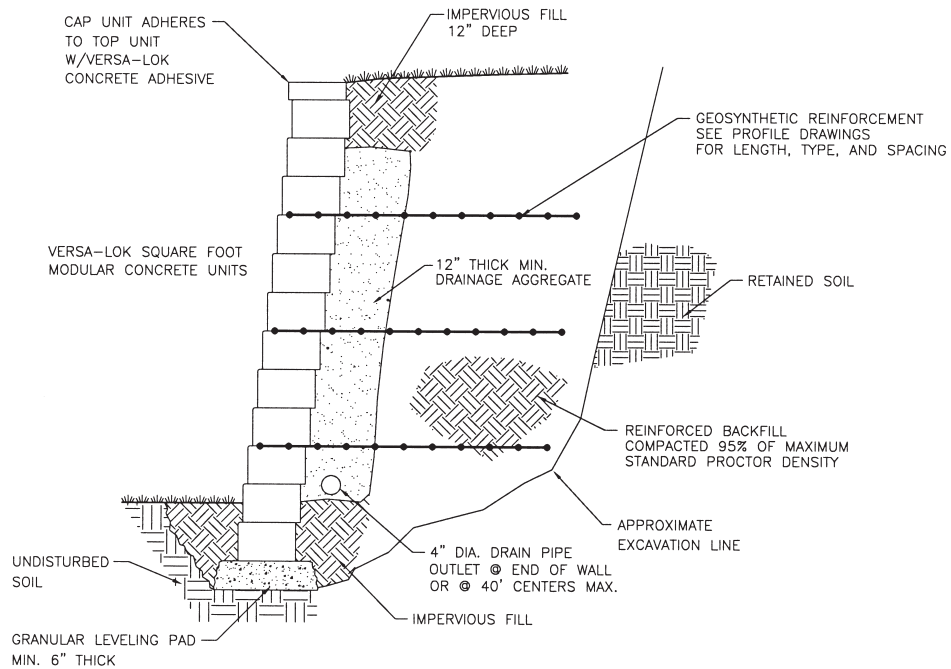 CAP UNIT ADHERES
TO TOP UNIT
W/VERSA-LOK
CONCRETE ADHESIVE
IMPERVIOUS FILL
12" DEEP
GEOSYNTHETIC REINFORCEMENT
SEE PROFILE DRAWINGS
FOR LENGTH, TYPE, AND SPACING
VERSA-LOK SQUARE FOOT
MODULAR CONCRETE UNITS
12" THICK MIN.
DRAINAGE AGGREGATE
RETAINED SOIL
REINFORCED BACKFILL
COMPACTED 95% OF MAXIMUM
STANDARD PROCTOR DENSITY
APPROXIMATE
EXCAVATION LINE
4" DIA. DRAIN PIPE
OUTLET @ END OF WALL
OR @ 40' CENTERS MAX.
UNDISTURBED
SOIL
IMPERVIOUS FILL
GRANULAR LEVELING PAD
MIN. 6" THICK